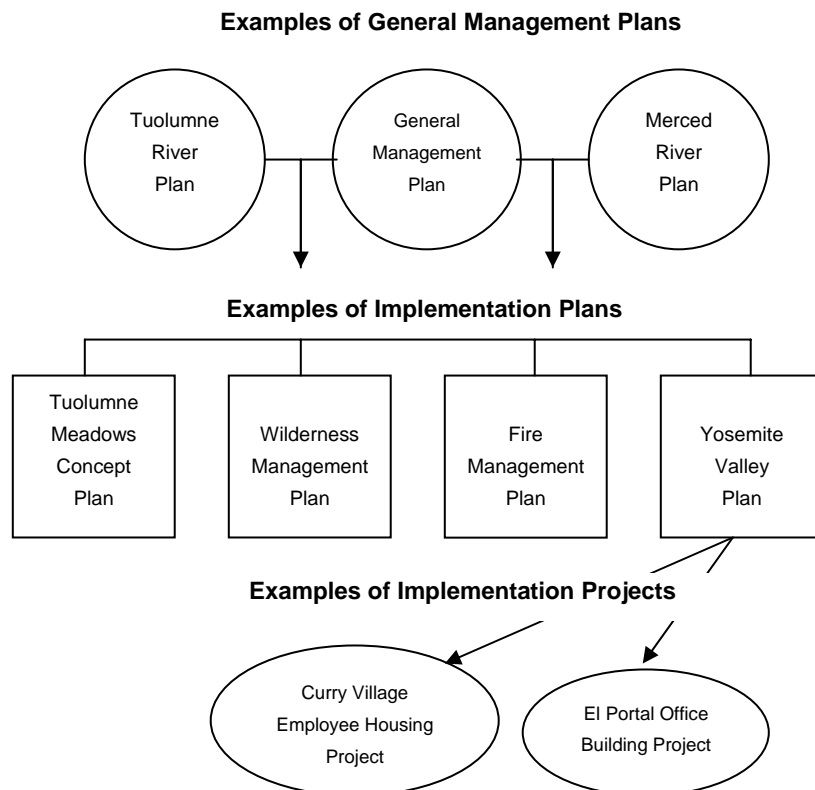 Examples of General Management Plans
Tuolumne
River
Plan
General
Management
Plan
Merced
River
Plan
Examples of Implementation Plans
Tuolumne
Meadows
Concept
Plan
Wilderness
Management
Plan
Fire
Management
Plan
Yosemite
Valley
Plan
Examples of Implementation Projects
Curry Village
Employee Housing
Project
El Portal Office
Building Project